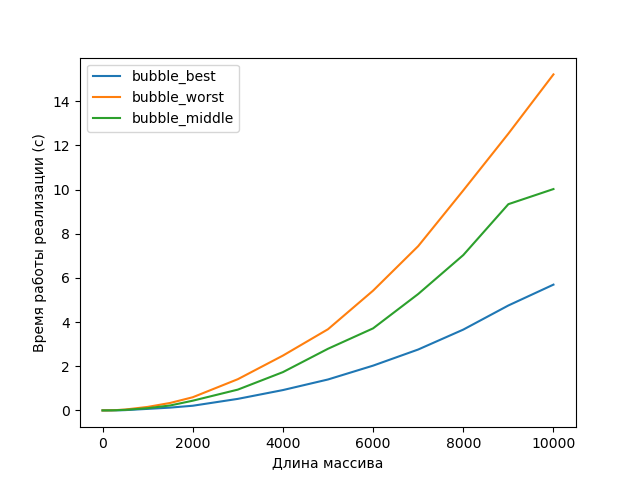 bubble_best
bubble_worst
bubble_middle
14
12
10
8
6
4
2
0
Время работы реализации (с)
0 2000 4000 6000 8000 10000
Длина массива